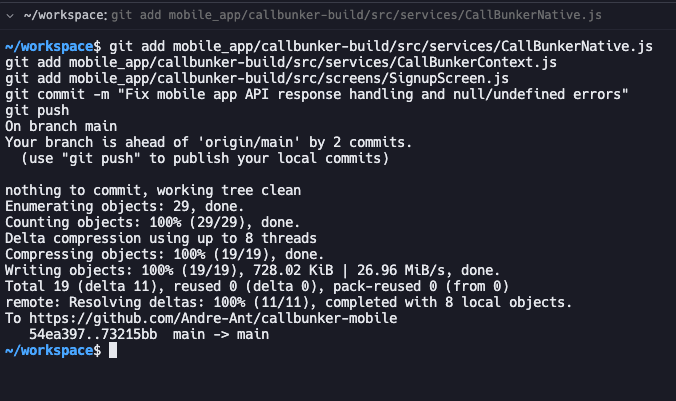 ~/workspace: git add mobile_app/callbunker-build/src/services/CallBunkerNative.js
~/workspace$ git add mobile_app/callbunker-build/src/services/CallBunkerNative.js
git add mobile_app/callbunker-build/src/services/CallBunkerContext.js
git add mobile_app/callbunker-build/src/screens/SignupScreen.js
git commit -m "Fix mobile app API response handling and null/undefined errors"
git push
On branch main
Your branch is ahead of 'origin/main' by 2 commits.
  (use "git push" to publish your local commits)

nothing to commit, working tree clean
Enumerating objects: 29, done.
Counting objects: 100% (29/29), done.
Delta compression using up to 8 threads
Compressing objects: 100% (19/19), done.
Writing objects: 100% (19/19), 728.02 KiB | 26.96 MiB/s, done.
Total 19 (delta 11), reused 0 (delta 0), pack-reused 0 (from 0)
remote: Resolving deltas: 100% (11/11), completed with 8 local objects.
To https://github.com/Andre-Ant/callbunker-mobile
   54ea397..73215bb  main -> main
~/workspace$